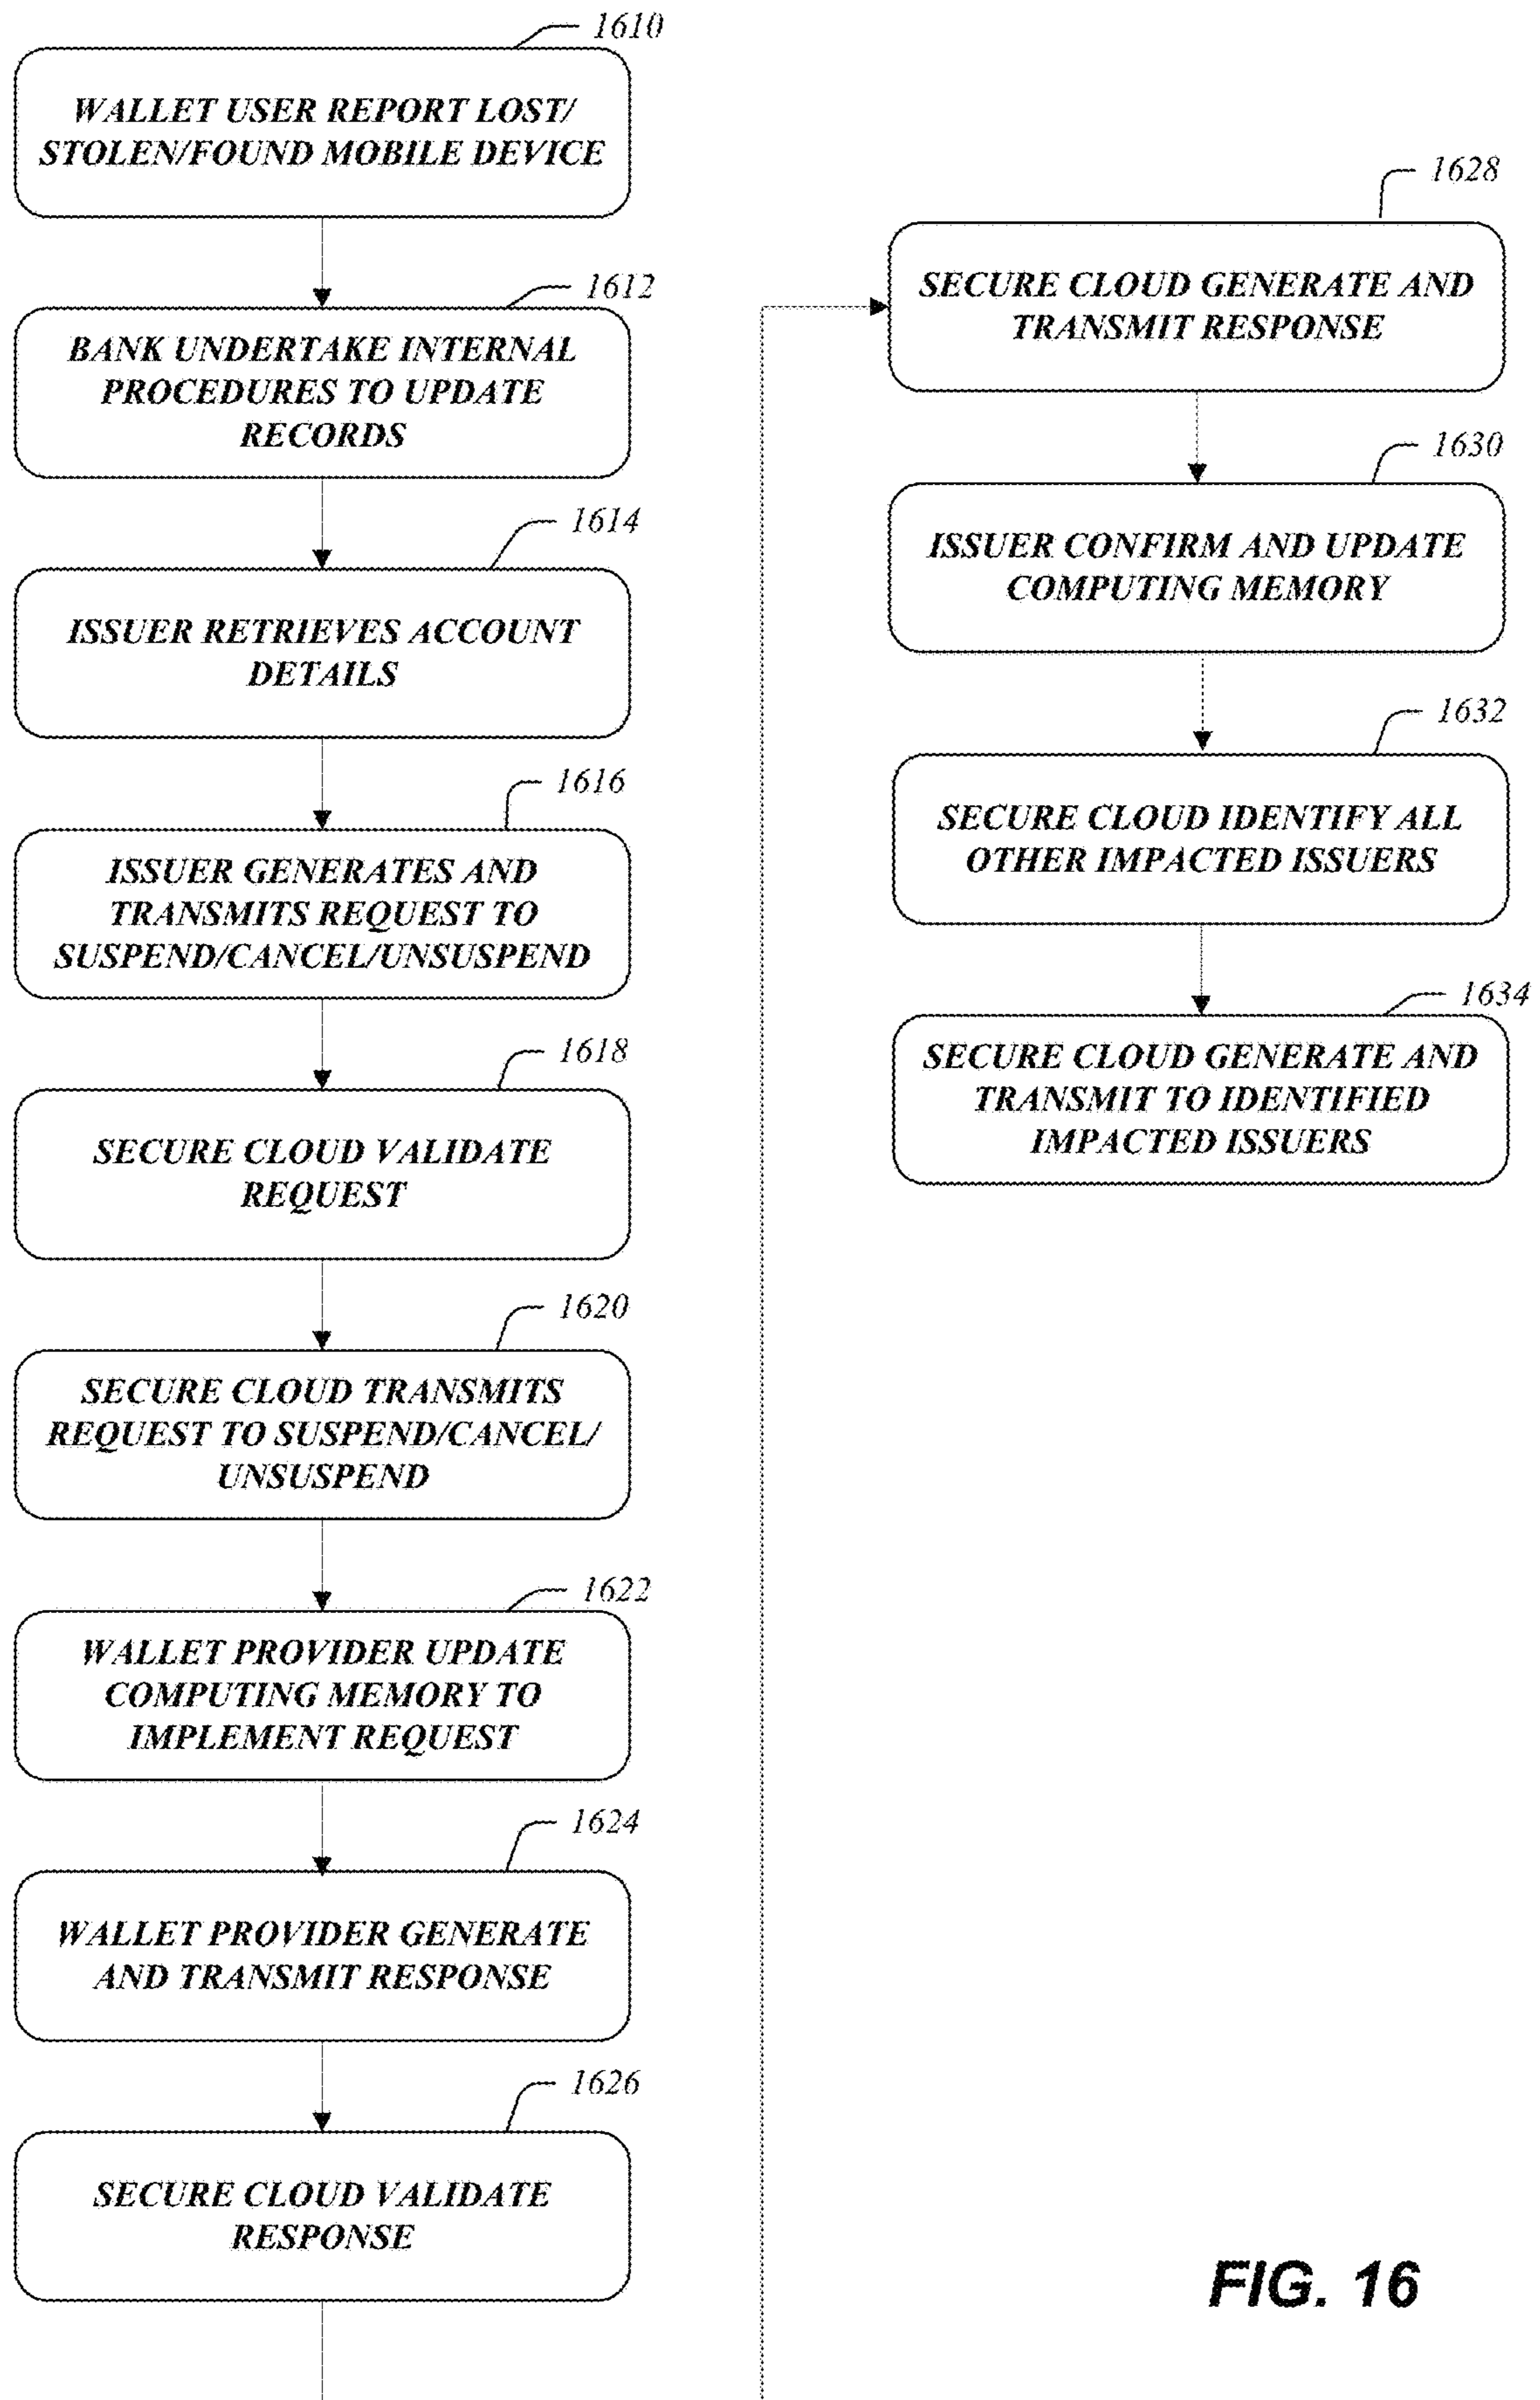 1610
WALLET USER REPORT LOST/
STOLEN/FOUND MOBILE DEVICE
1612
BANK UNDERTAKE INTERNAL
PROCEDURES TO UPDATE
RECORDS
1614
ISSUER RETRIEVES ACCOUNT
DETAILS
1616
ISSUER GENERATES AND
TRANSMITS REQUEST TO
SUSPEND/CANCEL/UNSUSPEND
1618
SECURE CLOUD VALIDATE
REQUEST
1620
SECURE CLOUD TRANSMITS
REQUEST TO SUSPEND/CANCEL/
UNSUSPEND
1622
WALLET PROVIDER UPDATE
COMPUTING MEMORY TO
IMPLEMENT REQUEST
1624
WALLET PROVIDER GENERATE
AND TRANSMIT RESPONSE
1626
SECURE CLOUD VALIDATE
RESPONSE
1628
SECURE CLOUD GENERATE AND
TRANSMIT RESPONSE
1630
ISSUER CONFIRM AND UPDATE
COMPUTING MEMORY
1632
SECURE CLOUD IDENTIFY ALL
OTHER IMPACTED ISSUERS
1634
SECURE CLOUD GENERATE AND
TRANSMIT TO IDENTIFIED
IMPACTED ISSUERS
FIG. 16